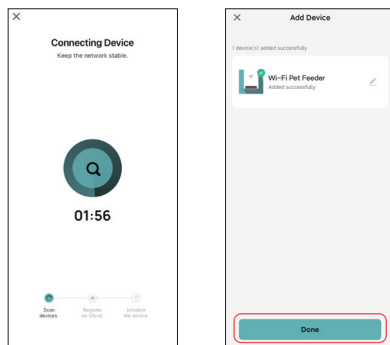 Connecting Device
Keep the network stable.
01:56
Scan devices.
Register on Cloud.
Initialize the device.
Add Device
1 device(s) added successfully
Wi-Fi Pet Feeder
Added successfully
Done